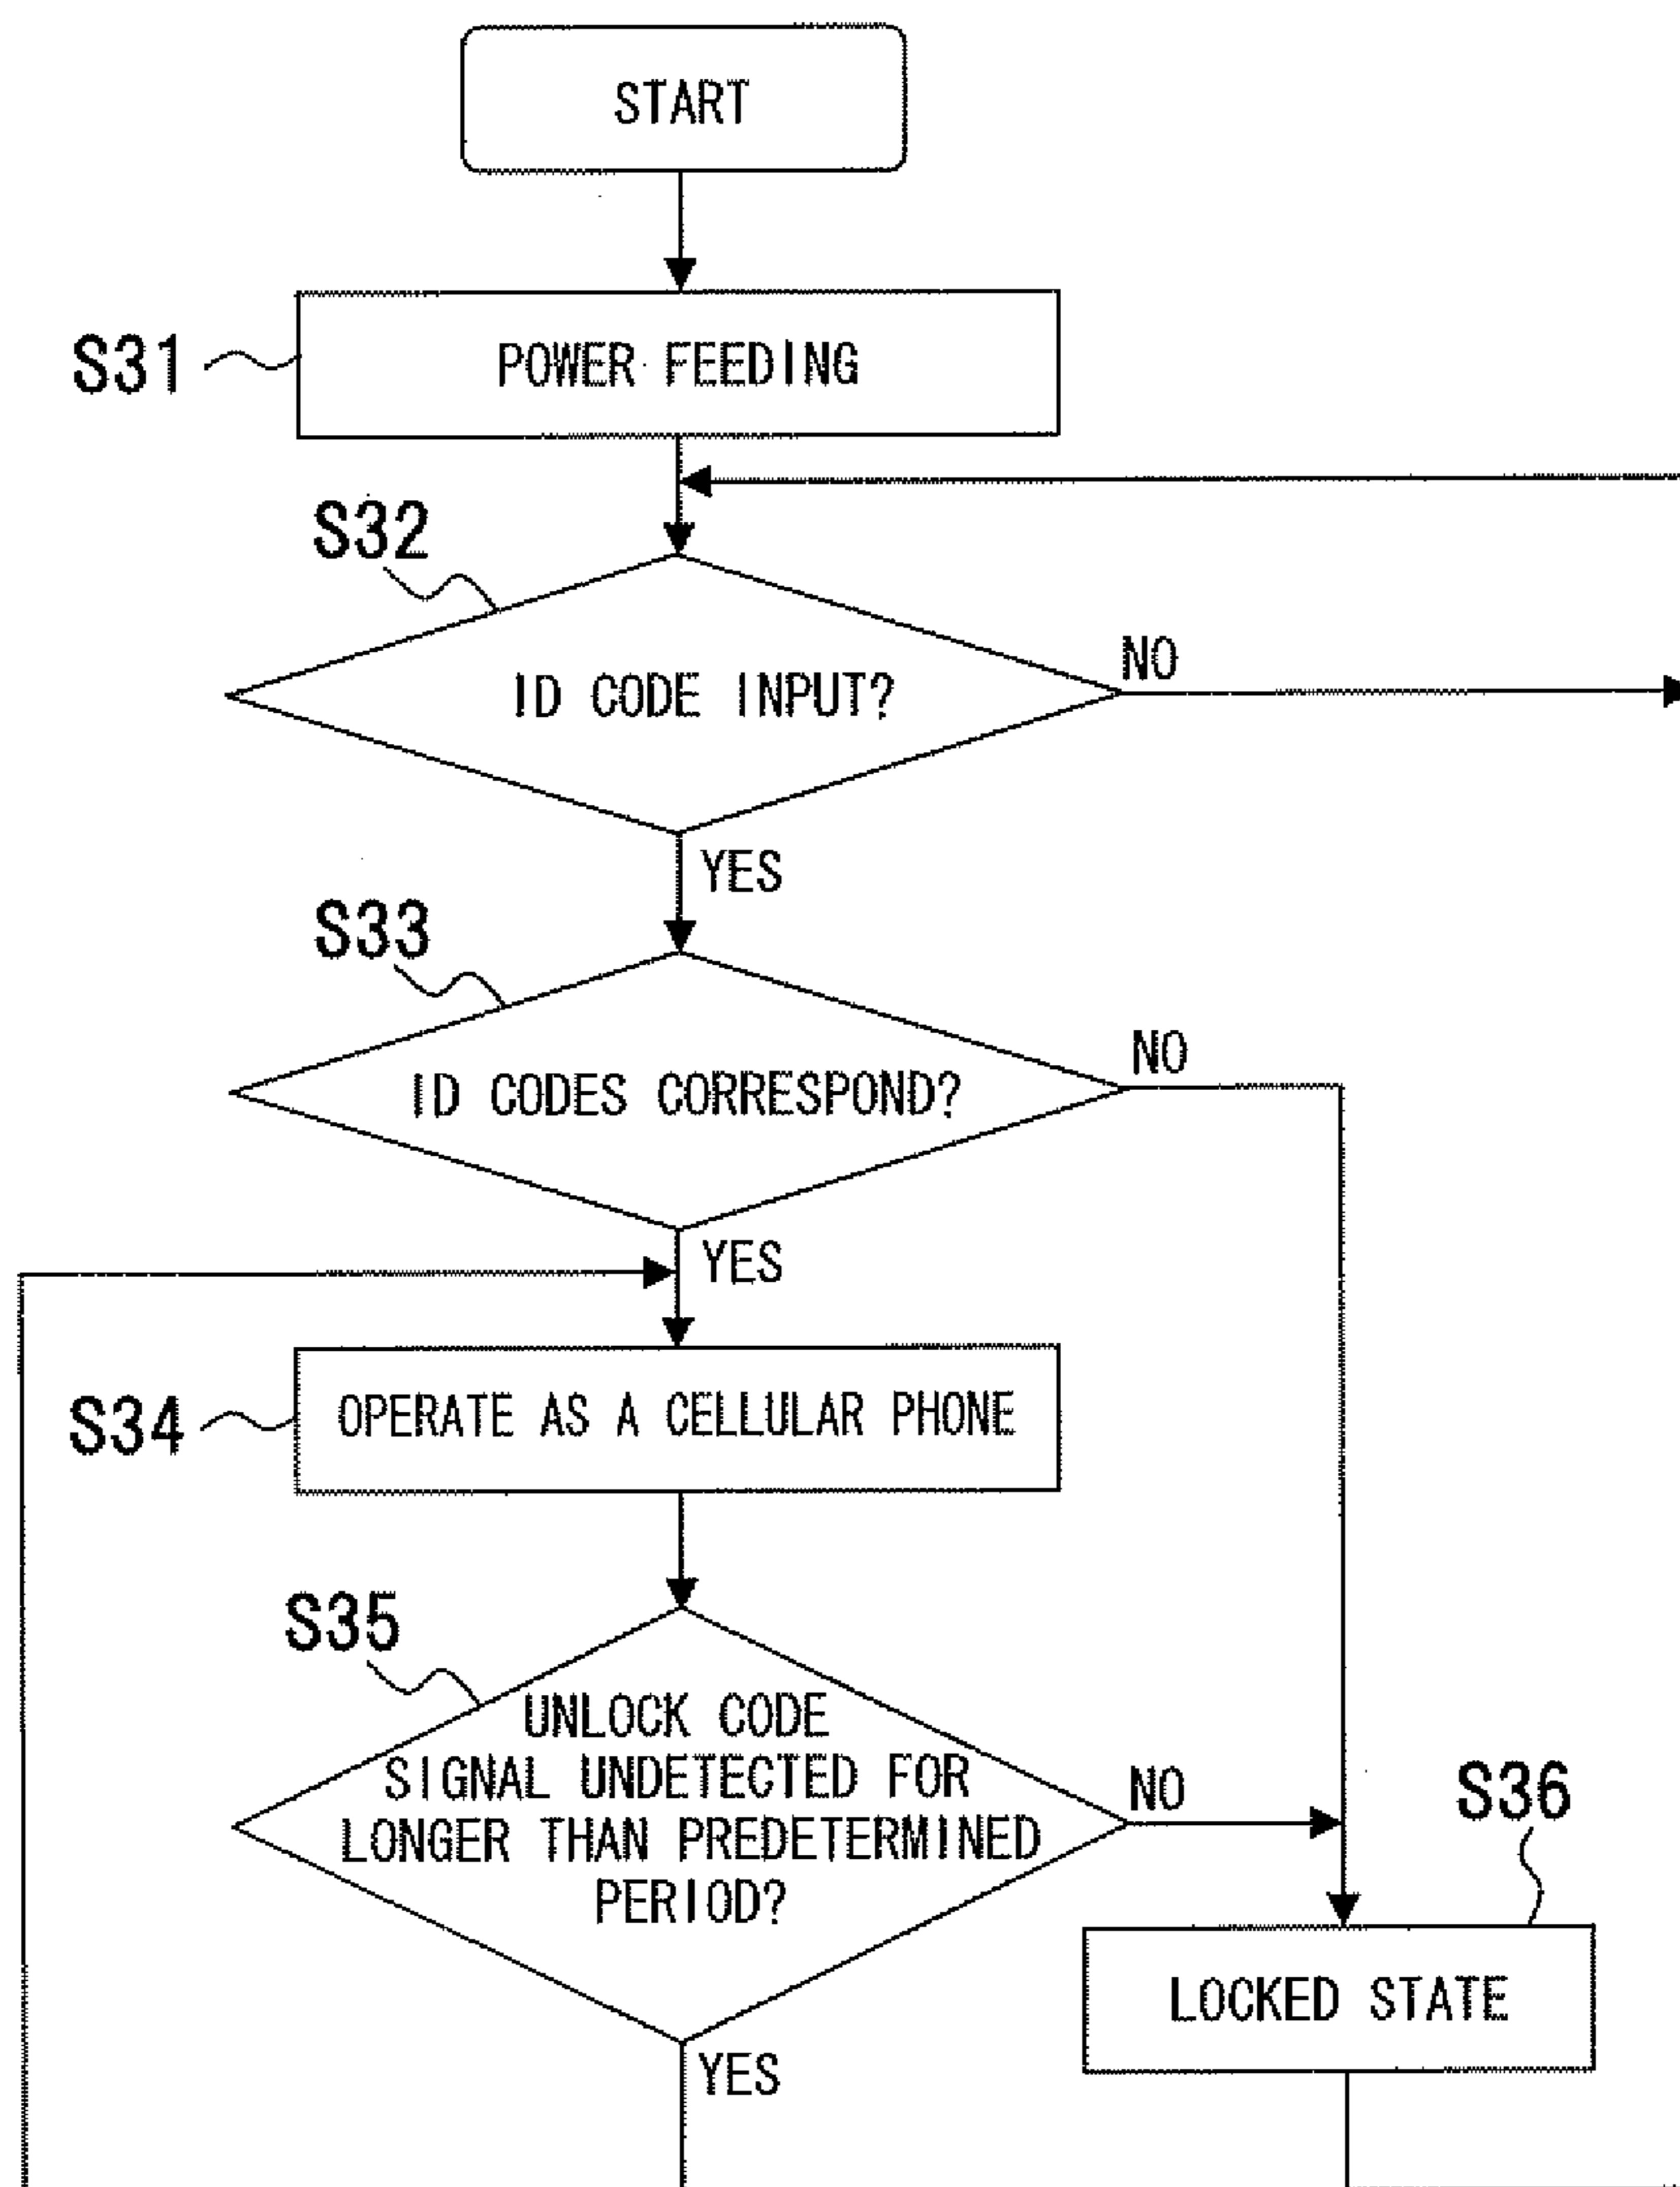 START
S31
POWER FEEDING
S32
ID CODE INPUT?
NO
YES
S33
ID CODES CORRESPOND?
NO
YES
S34
OPERATE AS A CELLULAR PHONE
S35
UNLOCK CODE
SIGNAL UNDETECTED FOR
LONGER THAN PREDETERMINED
PERIOD?
NO
S36
LOCKED STATE
YES